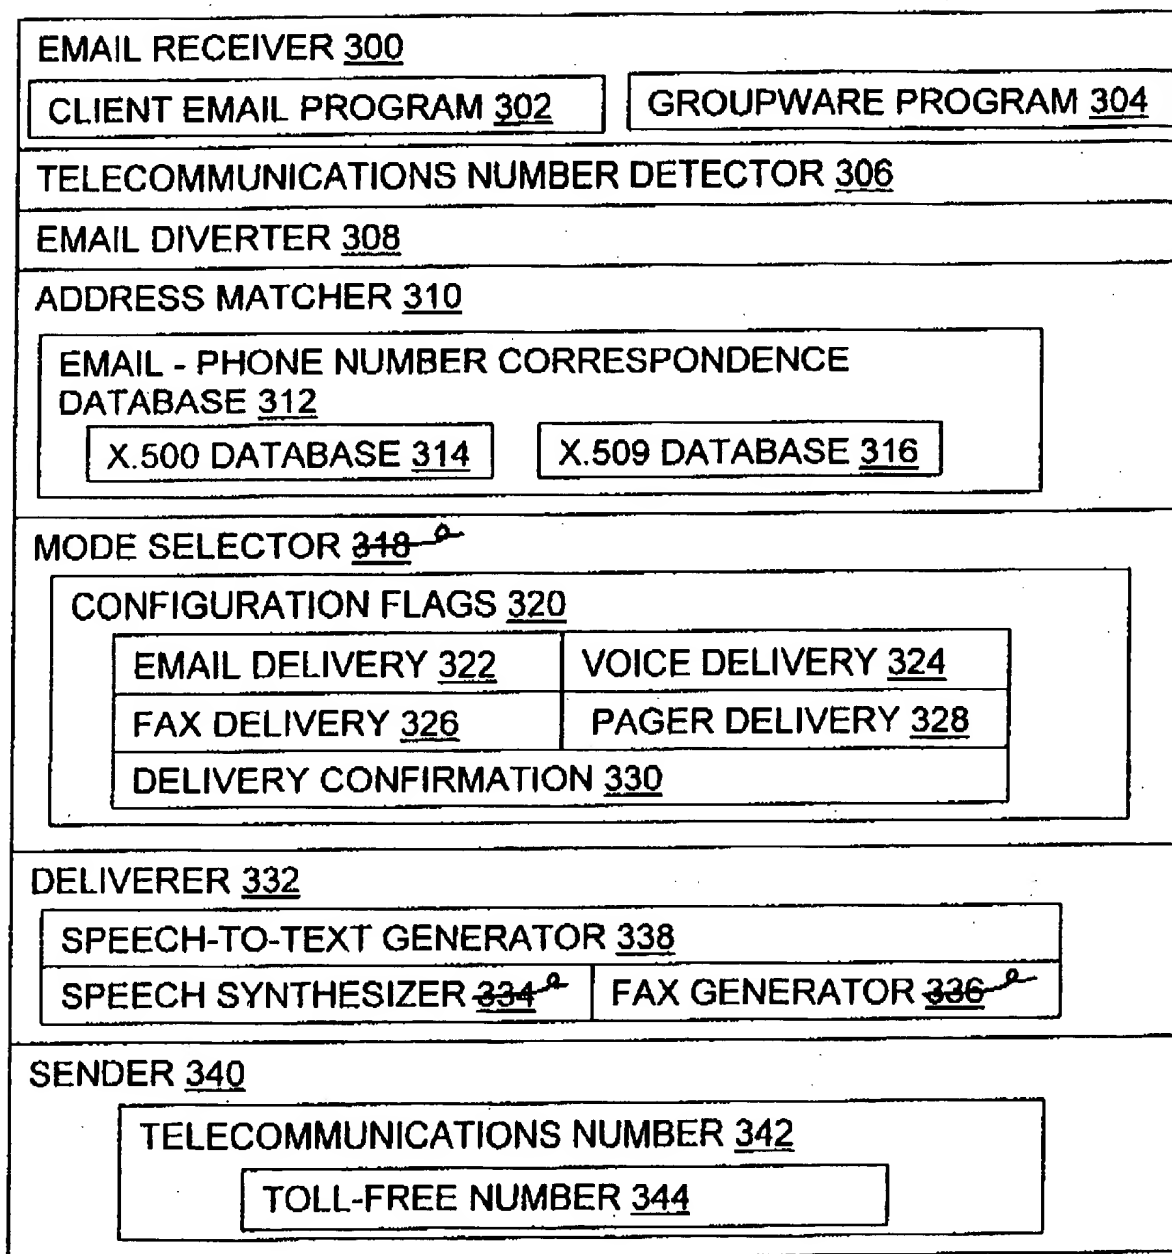 EMAIL RECEIVER 300
CLIENT EMAIL PROGRAM 302 GROUPWARE PROGRAM 304
TELECOMMUNICATIONS NUMBER DETECTOR 306
EMAIL DIVERTER 308
ADDRESS MATCHER 310
EMAIL - PHONE NUMBER CORRESPONDENCE
DATABASE 312
X.500 DATABASE 314 X.509 DATABASE 316
MODE SELECTOR 318
CONFIGURATION FLAGS 320
EMAIL DELIVERY 322 VOICE DELIVERY 324
FAX DELIVERY 326 PAGER DELIVERY 328
DELIVERY CONFIRMATION 330
DELIVERER 332
SPEECH-TO-TEXT GENERATOR 338
SPEECH SYNTHESIZER 334 FAX GENERATOR 336
SENDER 340
TELECOMMUNICATIONS NUMBER 342
TOLL-FREE NUMBER 344